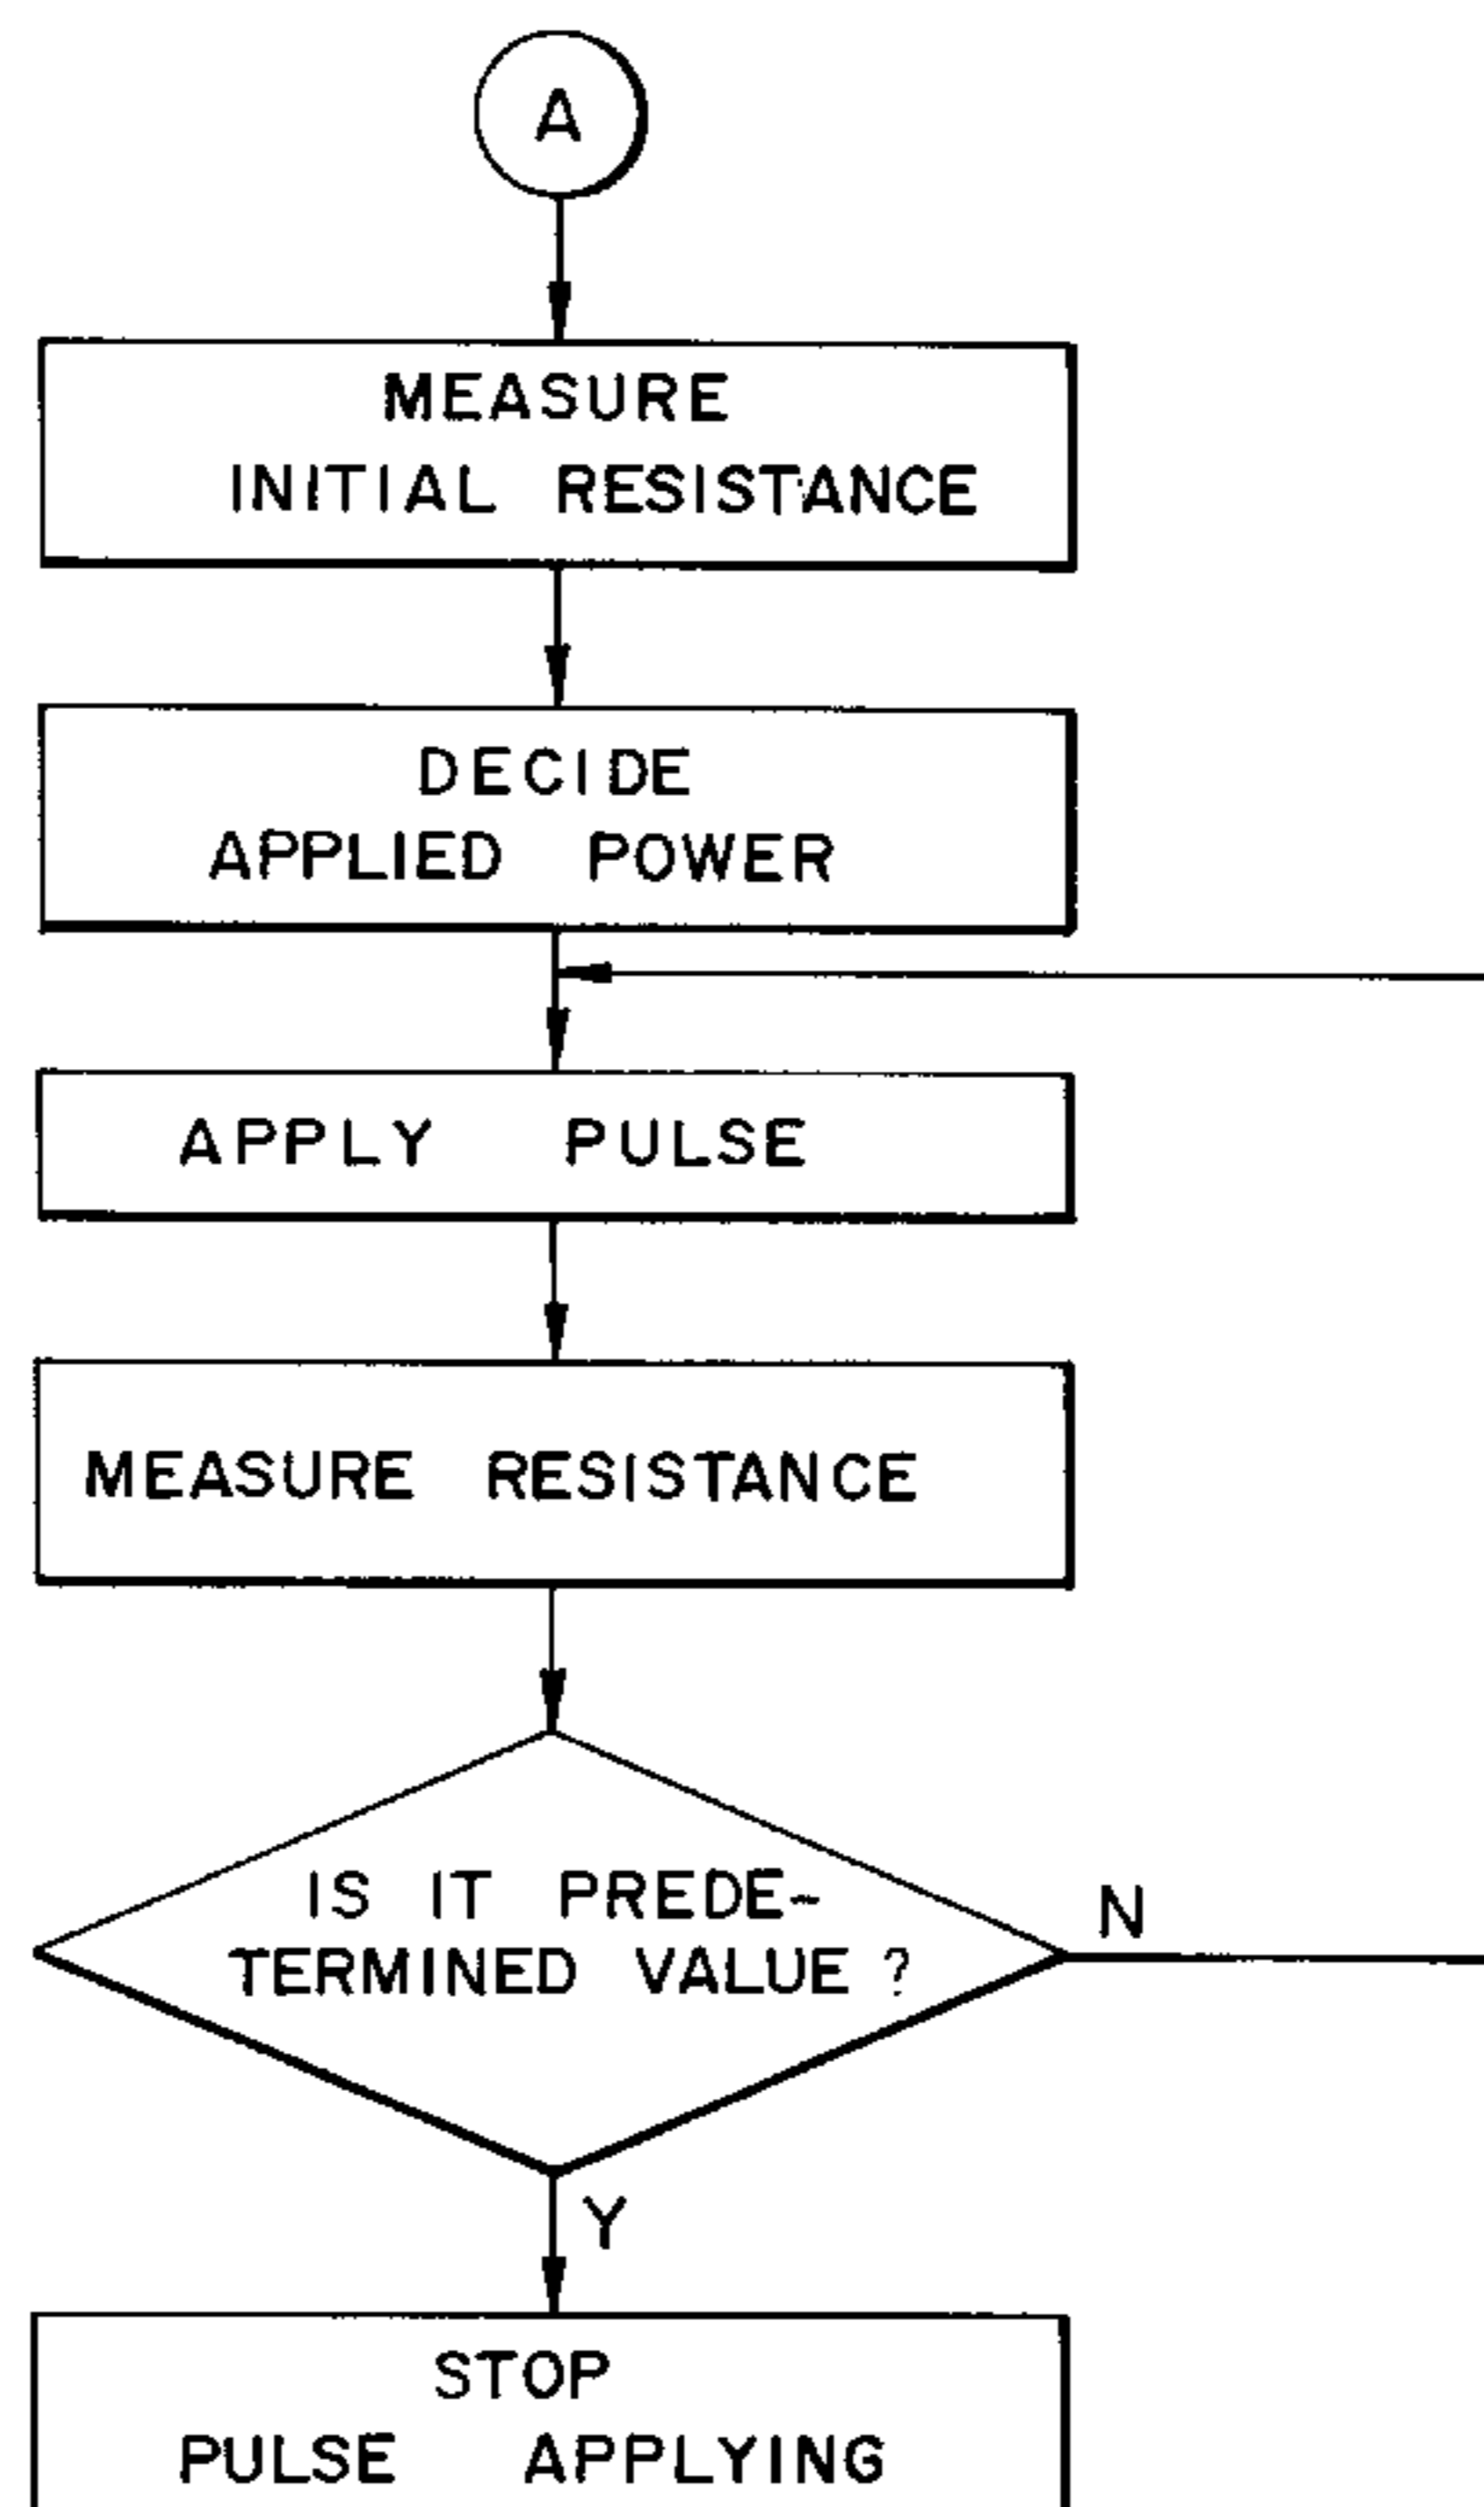 A
MEASURE
INITIAL RESISTANCE
DECIDE
APPLIED POWER
APPLY PULSE
MEASURE RESISTANCE
IS IT PREDE-
TERMINED VALUE ?
N
Y
STOP
PULSE APPLYING